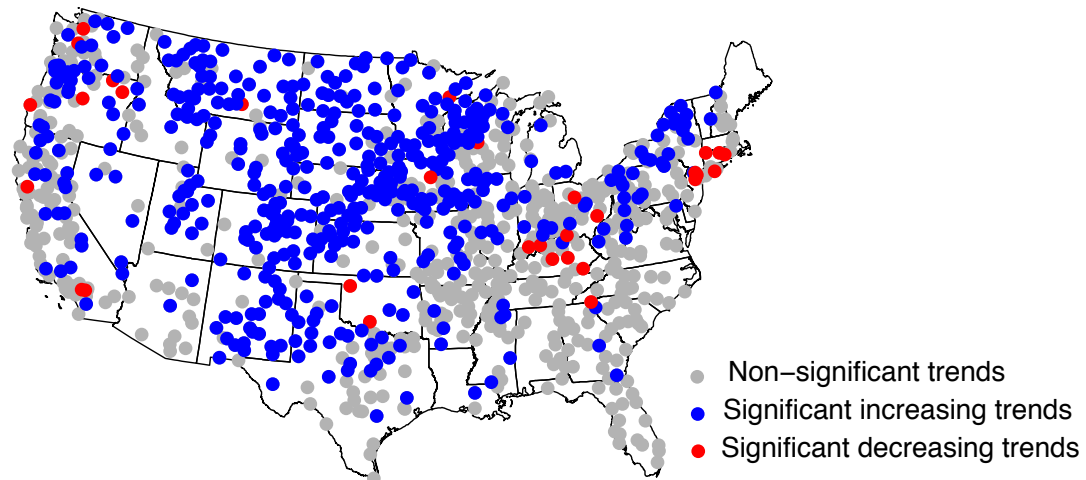 Non−significant trends
Significant increasing trends
Significant decreasing trends